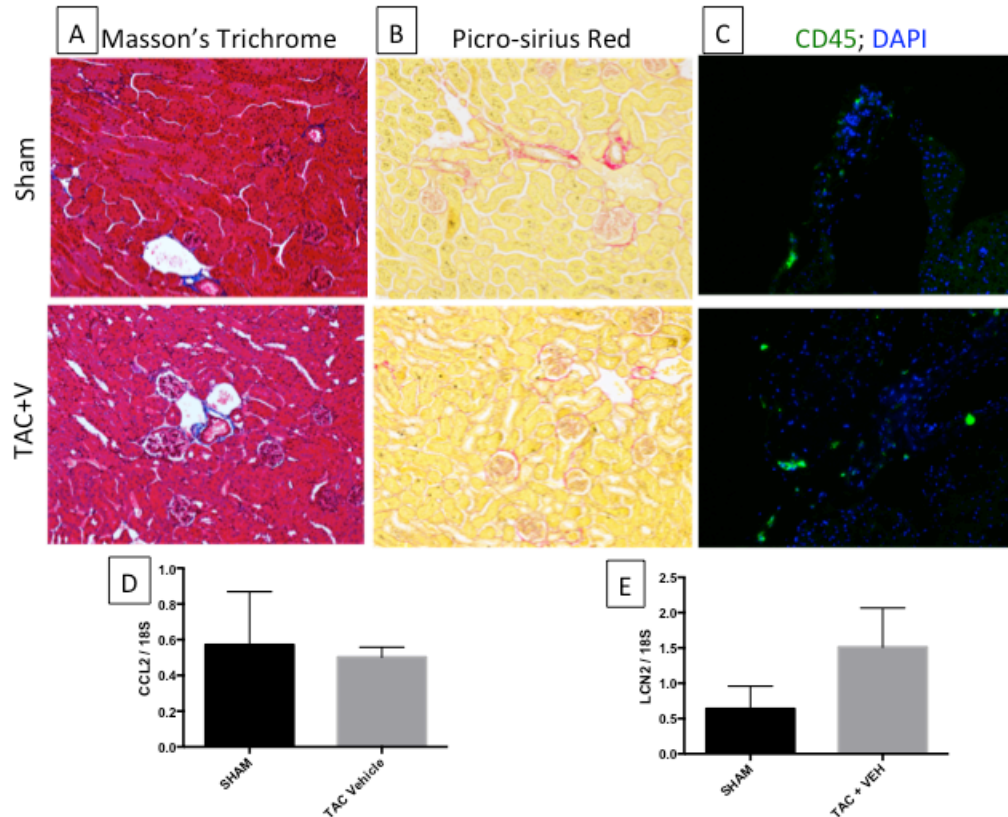 A Masson's Trichrome
B Picro-sirius Red
C CD45; DAPI
Sham
TAC+V
D
CCL2 / 18S
1.0
0.8
0.6
0.4
0.2
0.0
SHAM
TAC Vehicle
E
LCN2 / 18S
2.5
2.0
1.5
1.0
0.5
0.0
SHAM
TAC + VEH